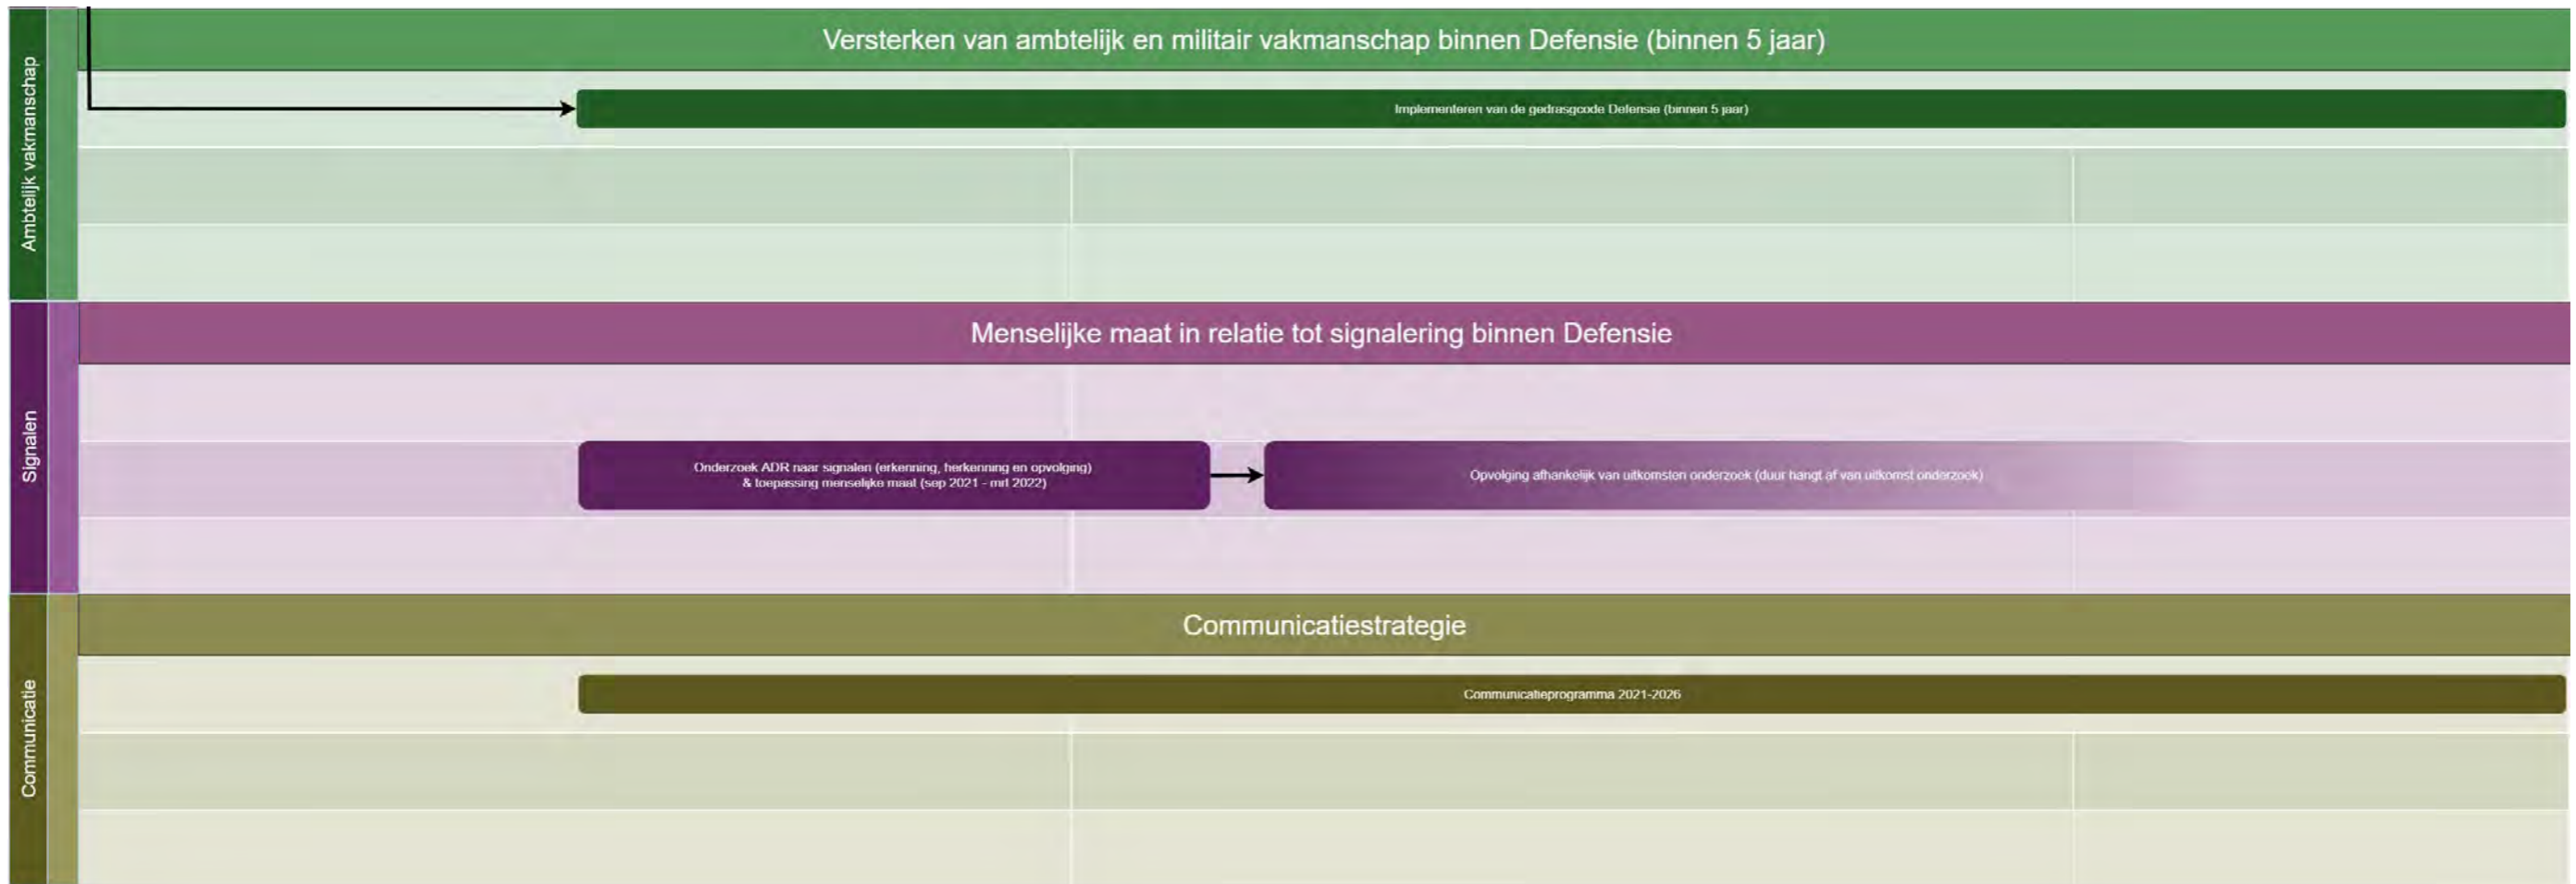 Ambtelijk vakmanschap
Versterken van ambtelijk en militair vakmanschap binnen Defensie (binnen 5 jaar)
Implementeren van de gedragscode Defensie (binnen 5 jaar)
Signalen
Menselijke maat in relatie tot signalering binnen Defensie
Onderzoek ADR naar signalen (erkenning, herkenning en opvolging)
& toepassing menselijke maat (sep 2021 - mrt 2022)
Opvolging afhankelijk van uitkomsten onderzoek (duur hangt af van uitkomst onderzoek)
Communicatie
Communicatiestrategie
Communicatieprogramma 2021-2026